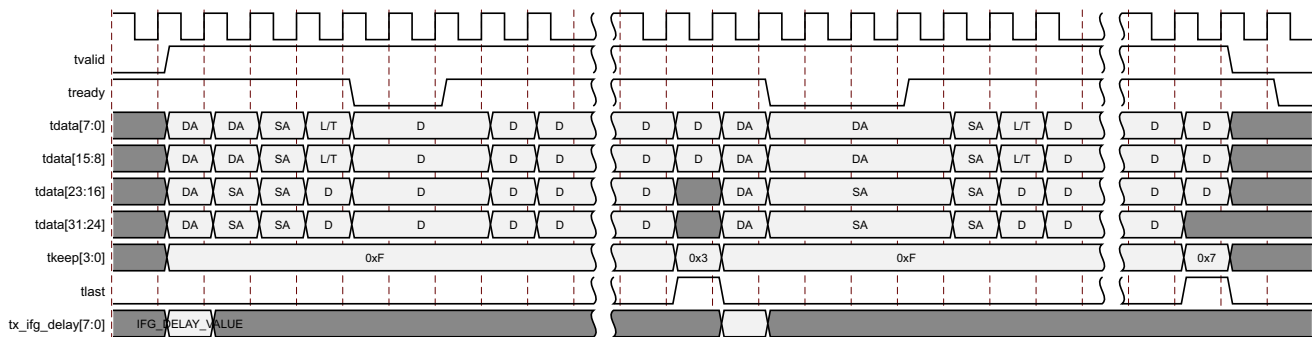 tvalid
tready
tdata[7:0] DA DA SA L/T D D D D D DA DA SA L/T D D D
tdata[15:8] DA DA SA L/T D D D D D DA DA SA L/T D D D
tdata[23:16] DA SA SA D D D D D DA SA SA D D D D
tdata[31:24] DA SA SA D D D D D DA SA SA D D D
tkeep[3:0] 0xF 0x3 0xF 0x7
tlast
tx_ifg_delay[7:0] IFG_DELAY_VALUE